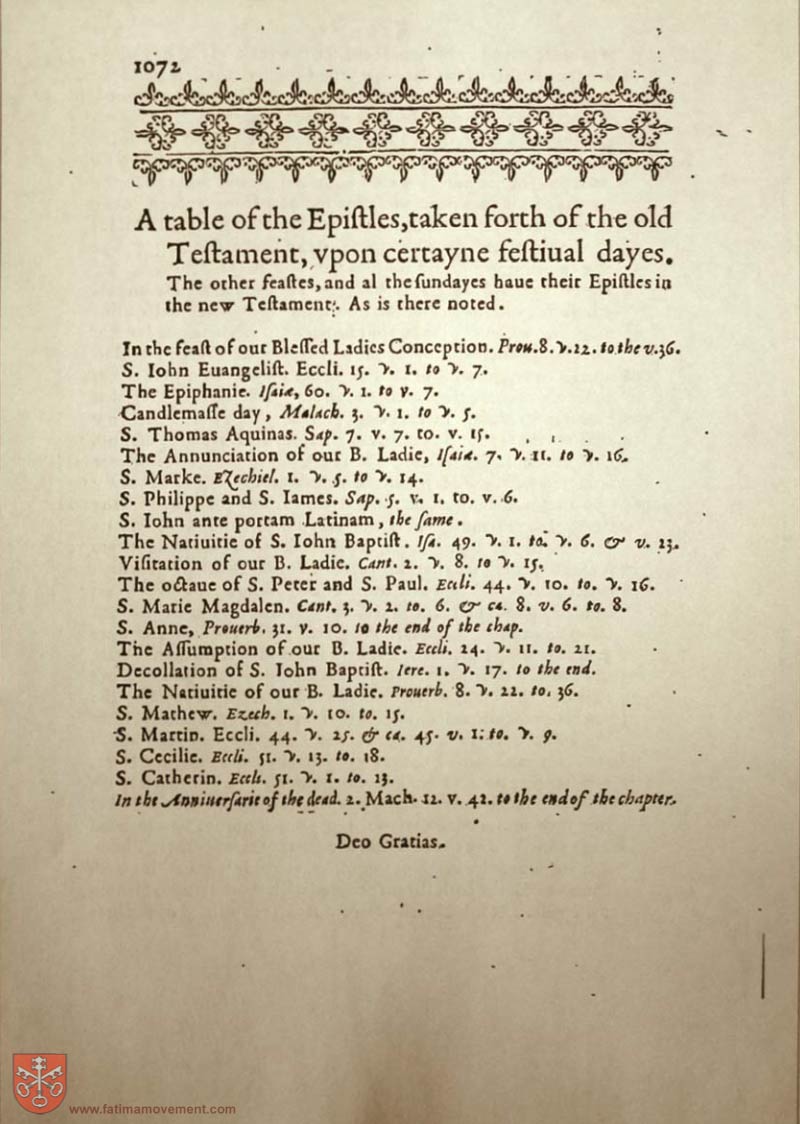 1072
A table of the Epiſtles,taken forth of the old
Teſtament, vpon certayne feſtiual dayes.
The other feaſtes, and al the ſundayes haue their Epiſtles in
the new Teſtament. As is there noted.
In the feaſt of our Bleſſed Ladies Conception. Prou. 8. v. 22. to the v. 36.
S. Iohn Euangeliſt. Eccli. 15. v. 1. to v. 7.
The Epiphanie. Iſaiæ, 60. v. 1. to v. 7.
Candlemaſſe day, Malach. 3. v. 1. to v. 5.
S. Thomas Aquinas. Sap. 7. v. 7. to. v. 15.
The Annunciation of our B. Ladie, Iſaiæ. 7. v. 11. to v. 16.
S. Marke. Ezechiel. 1. v. 5. to v. 14.
S. Philippe and S. Iames. Sap. 5. v. 1. to. v. 6.
S. Iohn ante portam Latinam, the ſame.
The Natiuitie of S. Iohn Baptiſt. Iſa. 49. v. 1. to. v. 6. & v. 23.
Viſitation of our B. Ladie. Cant. 2. v. 8. to v. 15.
The octaue of S. Peter and S. Paul. Eccli. 44. v. 10. to. v. 16.
S. Marie Magdalen. Cant. 3. v. 2. to. 6. & ca. 8. v. 6. to. 8.
S. Anne, Prouerb. 31. v. 10. to the end of the chap.
The Aſſumption of our B. Ladie. Eccli. 24. v. 11. to. 21.
Decollation of S. Iohn Baptiſt. Iere. 1. v. 17. to the end.
The Natiuitie of our B. Ladie. Prouerb. 8. v. 22. to. 36.
S. Mathew. Ezech. 1. v. 10. to. 15.
S. Martin. Eccli. 44. v. 25. & ca. 45. v. 1. to. v. 9.
S. Cecilie. Eccli. 51. v. 13. to. 18.
S. Catherin. Eccli. 51. v. 1. to. 13.
In the Anniuerſarie of the dead. 2. Mach. 12. v. 42. to the end of the chapter.
Deo Gratias.
www.fatimamovement.com